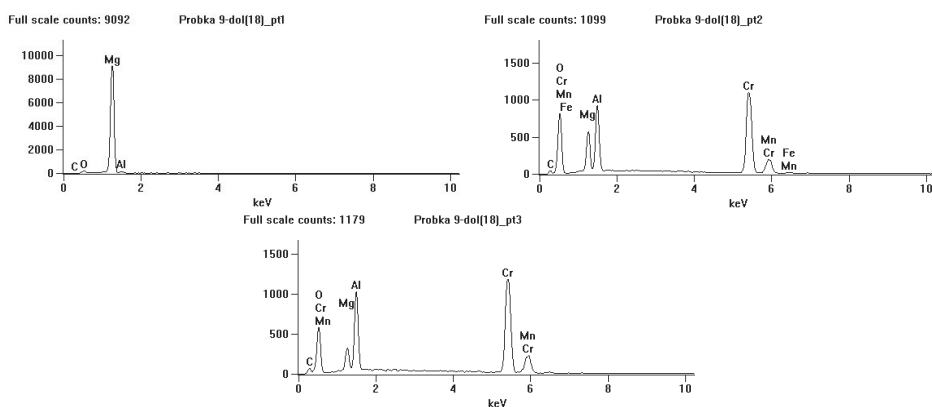 Full scale counts: 9092 Probka 9-dol(18)_pt1
10000
8000
6000
4000
2000
0
Mg
C O Al
0 2 4 6 8 10
keV
Full scale counts: 1099 Probka 9-dol(18)_pt2
1500
1000
500
0
O
Cr
Mn
Fe
C
Mg
Al
Cr
Mn
Cr
Fe
Mn
0 2 4 6 8 10
keV
Full scale counts: 1179 Probka 9-dol(18)_pt3
1500
1000
500
0
O
Cr
Mn
C
Mg
Al
Cr
Mn
Cr
0 2 4 6 8 10
keV